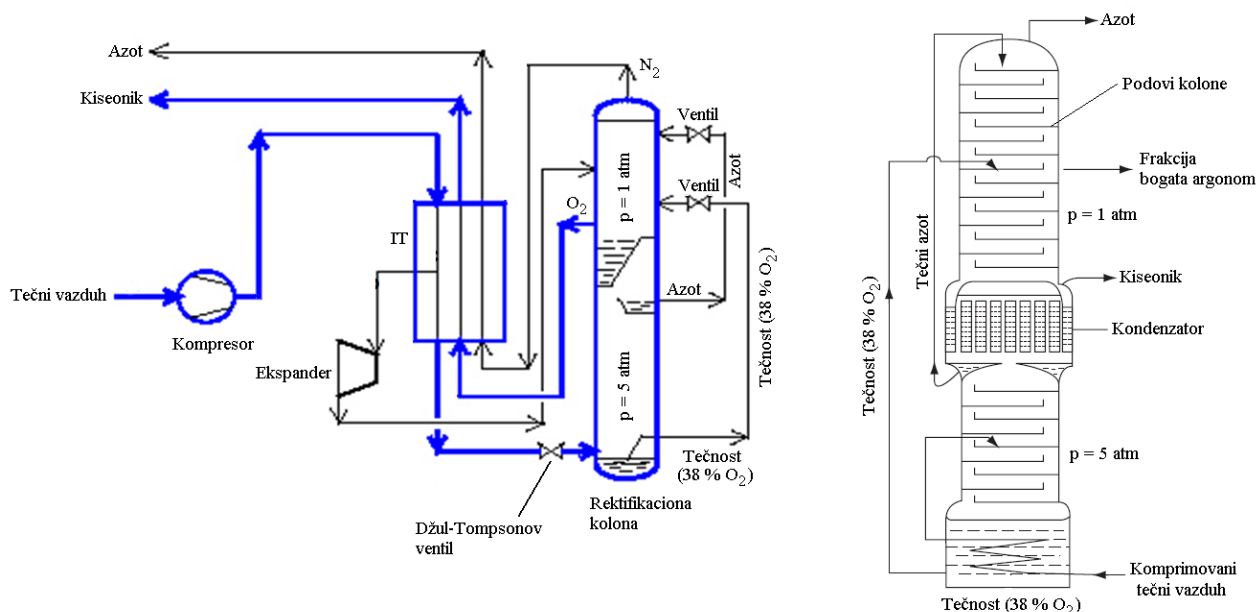 Azot
N₂
Kiseonik
Ventil
p = 1 atm
Azot
Ventil
O₂
IT
Tečni vazduh
Kompresor
Azot
Ekspander
p = 5 atm
Tečnost (38 % O₂)
Tečnost
(38 % O₂)
Džul-Tompsonov
ventil
Rektifikaciona
kolona
Azot
Podovi kolone
Frakcija
bogata argonom
p = 1 atm
Tečni azot
Kiseonik
Kondenzator
Tečnost (38 % O₂)
p = 5 atm
Komprimovani
tečni vazduh
Tečnost (38 % O₂)